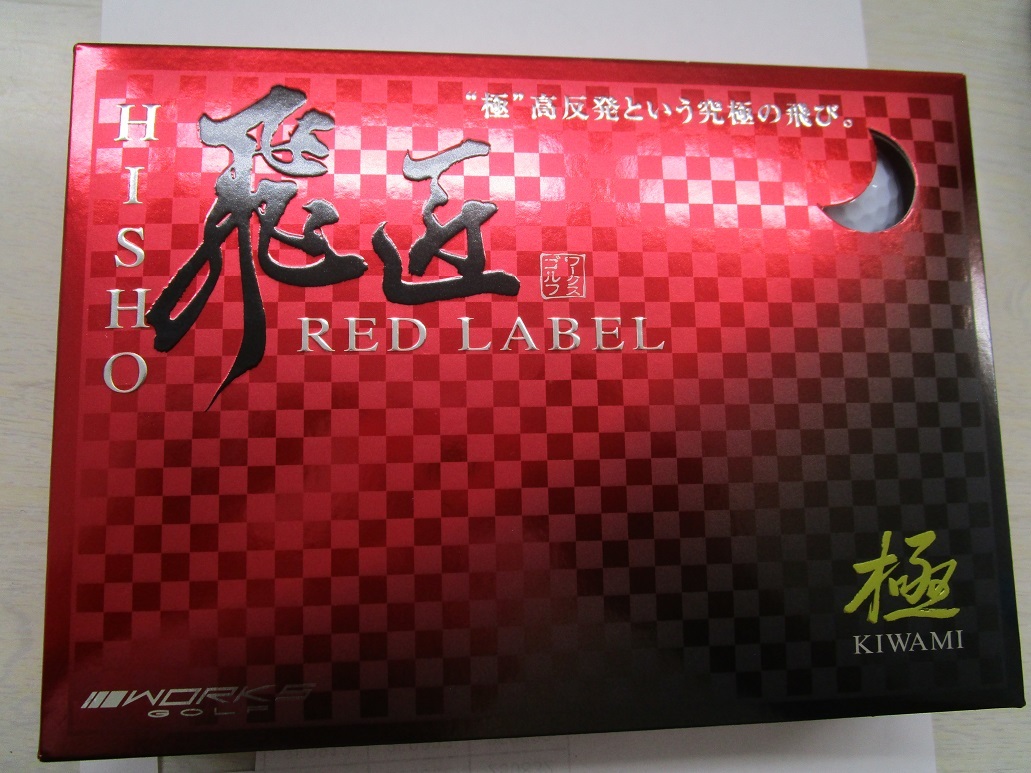 “極”高反発という究極の飛び。
HISHO
飛匠
ワークス
ゴルフ
RED LABEL
極
KIWAMI
WORKS
GOLF